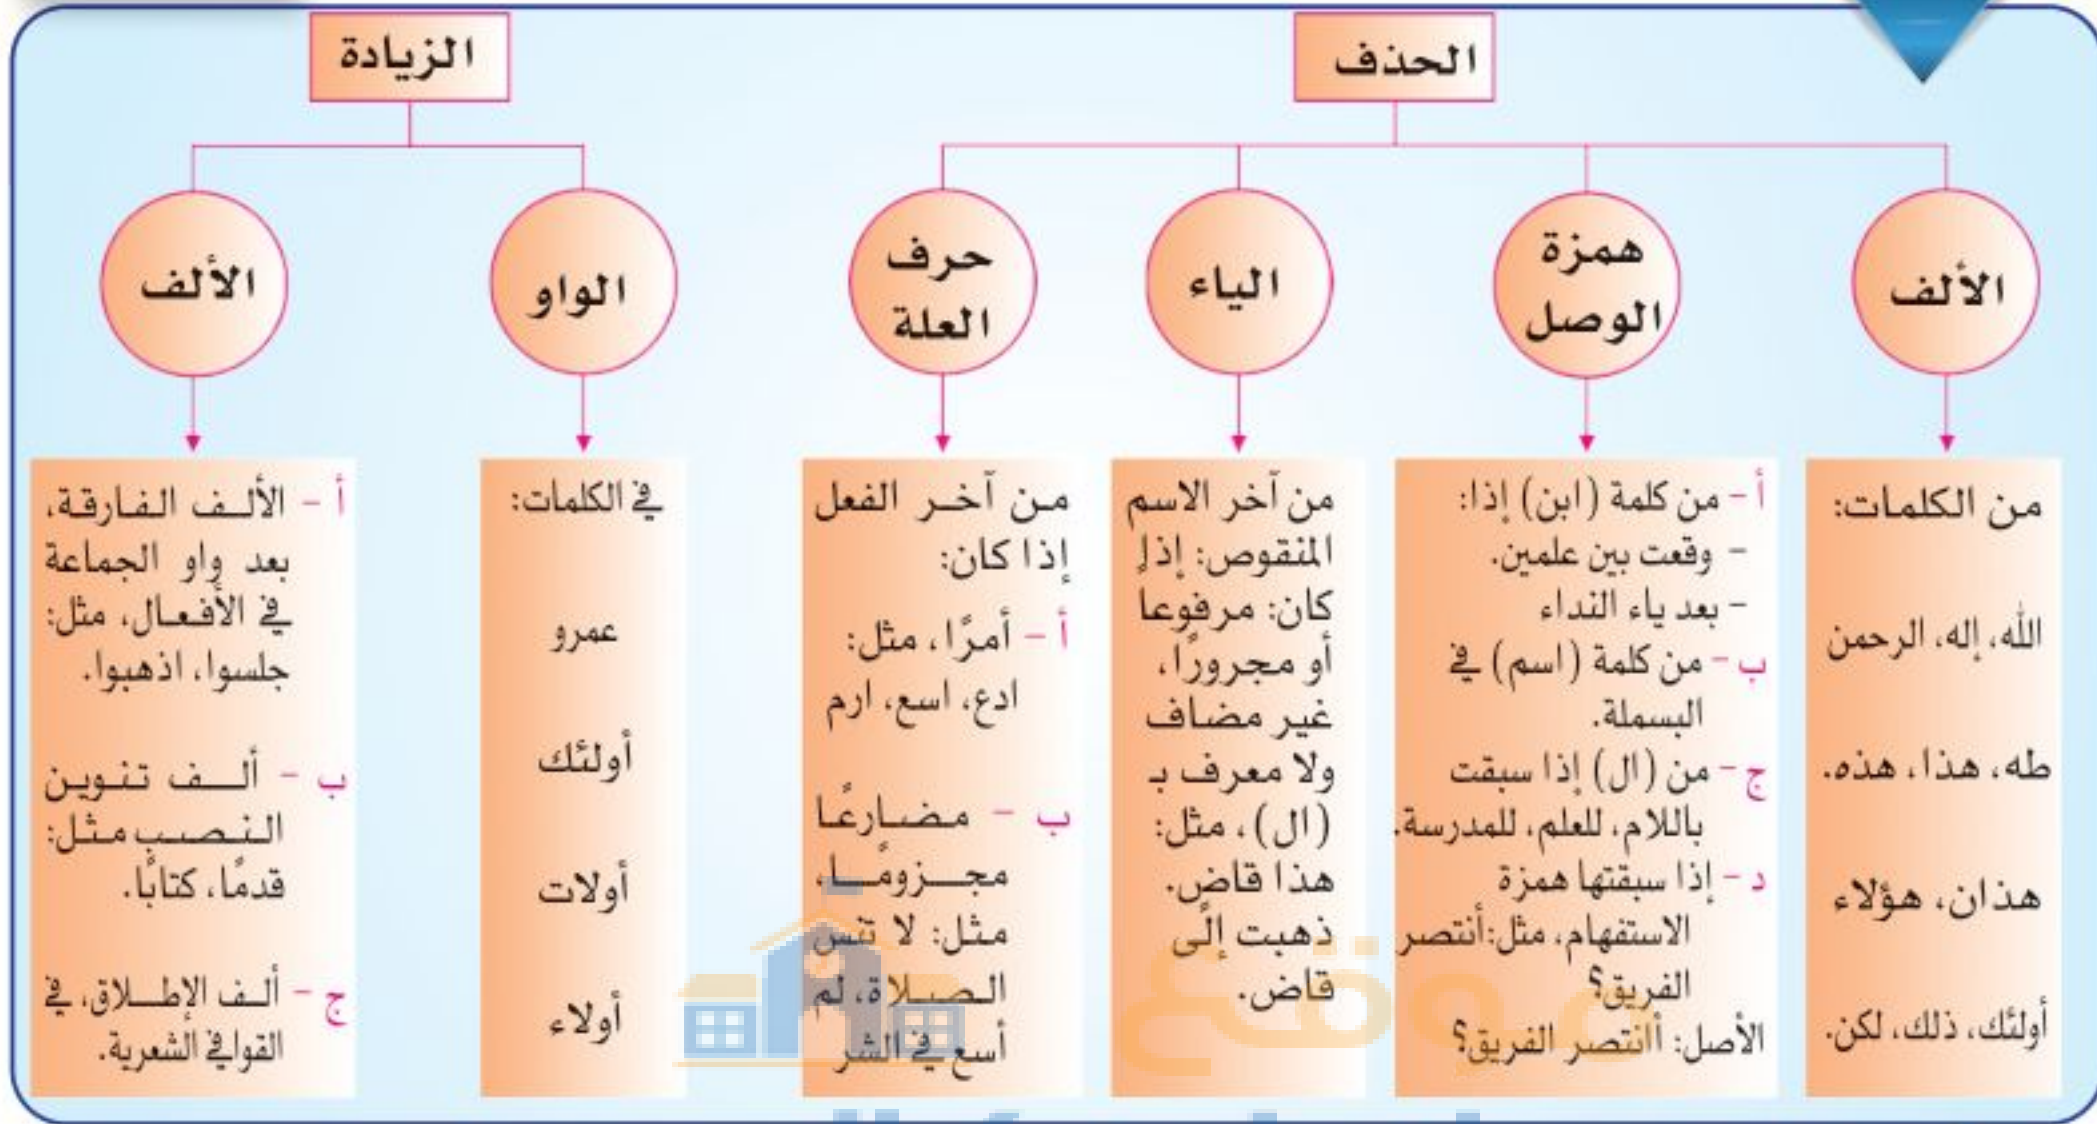 الحذف
الزيادة
الألف
همزة
الوصل
الياء
حرف
العلة
الواو
الألف
من الكلمات:
الله، إله، الرحمن
طه، هذا، هذه.
هذان، هؤلاء
أولئك، ذلك، لكن.
أ - من كلمة (ابن) إذا:
- وقعت بين علمين.
- بعد ياء النداء
ب - من كلمة (اسم) في
البسملة.
ج - من (ال) إذا سبقت
باللام، للعلم، للمدرسة.
د - إذا سبقتها همزة
الاستفهام، مثل: أنتصر
الفريق؟
الأصل: أانتصر الفريق؟
من آخر الاسم
المنقوص: إذا
كان: مرفوعا
أو مجرورًا،
غير مضاف
ولا معرف بـ
(ال)، مثل:
هذا قاض.
ذهبت إلى
قاض.
من آخر الفعل
إذا كان:
أ - أمرًا، مثل:
ادع، اسع، ارم
ب - مضارعًا
مجزومًا،
مثل: لا تنس
الصلاة، لم
أسع في الشر
في الكلمات:
عمرو
أولئك
أولات
أولاء
أ - الألف الفارقة،
بعد واو الجماعة
في الأفعال، مثل:
جلسوا، اذهبوا.
ب - ألف تنوين
النصب مثل:
قدمًا، كتابًا.
ج - ألف الإطلاق، في
القوافي الشعرية.
موقع